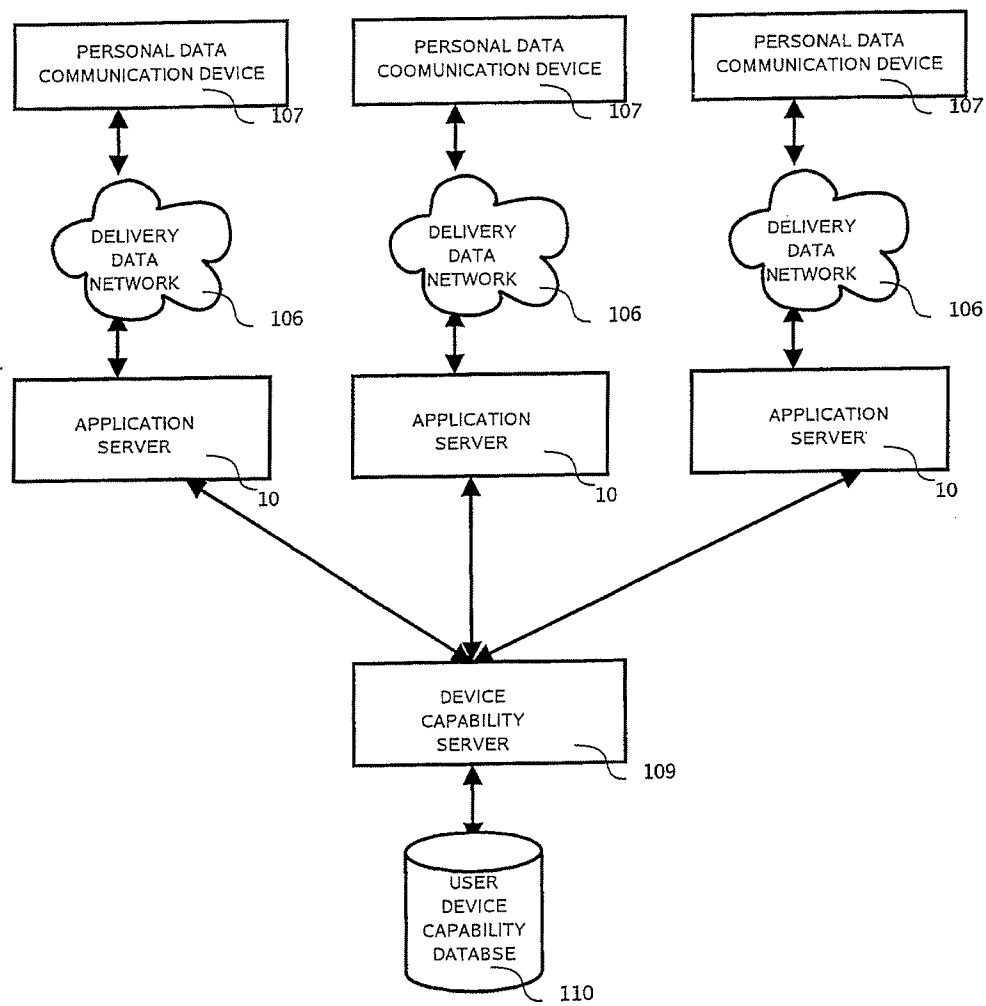 PERSONAL DATA
COMMUNICATION DEVICE
107
PERSONAL DATA
COOMUNICATION DEVICE
107
PERSONAL DATA
COMMUNICATION DEVICE
107
DELIVERY
DATA
NETWORK
106
DELIVERY
DATA
NETWORK
106
DELIVERY
DATA
NETWORK
106
APPLICATION
SERVER
10
APPLICATION
SERVER
10
APPLICATION
SERVER
10
DEVICE
CAPABILITY
SERVER
109
USER
DEVICE
CAPABILITY
DATABSE
110